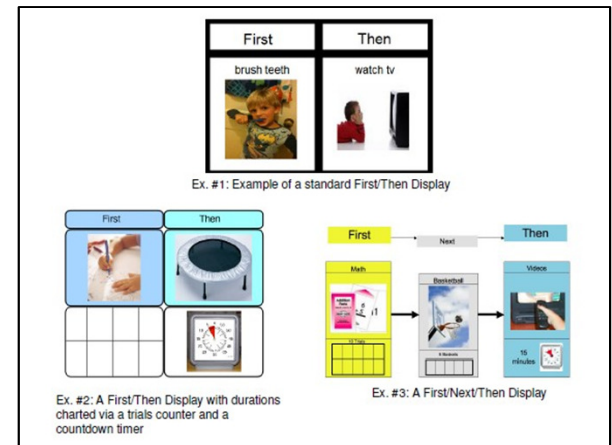 First
Then
brush teeth
watch tv
Ex. #1: Example of a standard First/Then Display
First
Then
Ex. #2: A First/Then Display with durations
charted via a trials counter and a
countdown timer
First
Next
Then
Math
Basketball
Videos
15
minutes
Ex. #3: A First/Next/Then Display